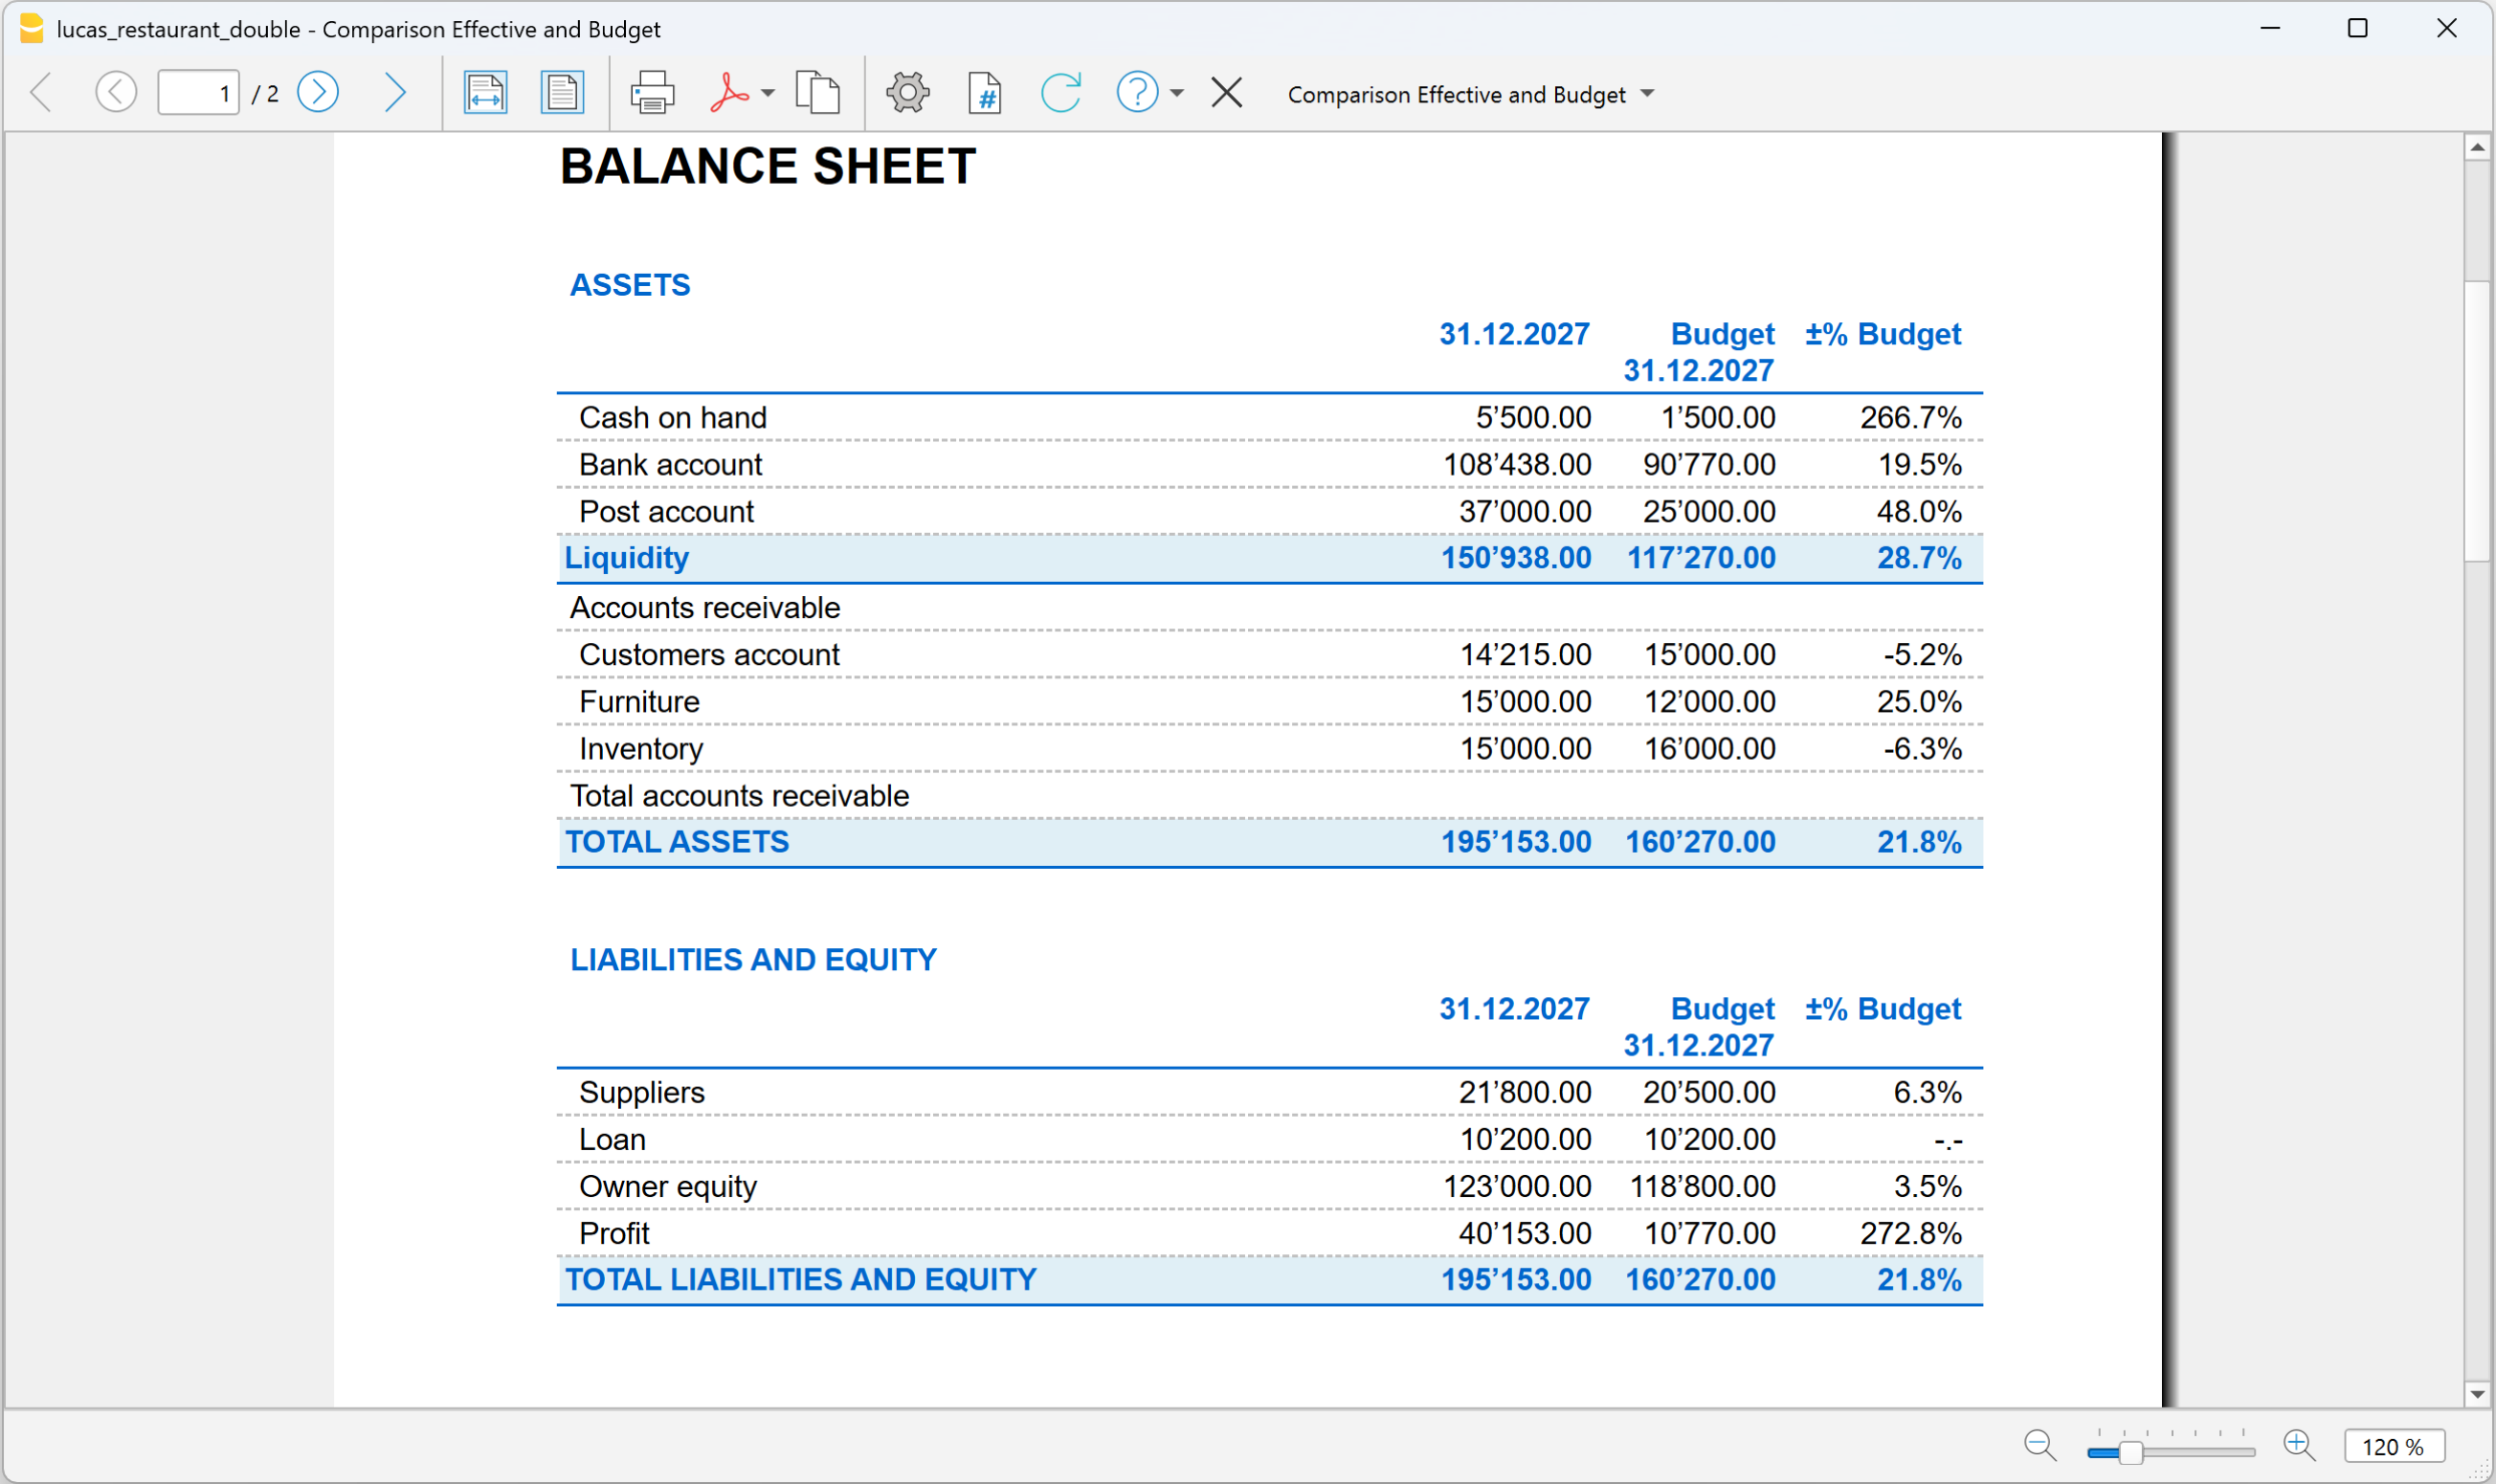 lucas_restaurant_double - Comparison Effective and Budget
1 / 2 # ? Comparison Effective and Budget
BALANCE SHEET
ASSETS
31.12.2027 Budget ±% Budget
31.12.2027
Cash on hand 5’500.00 1’500.00 266.7%
Bank account 108’438.00 90’770.00 19.5%
Post account 37’000.00 25’000.00 48.0%
Liquidity 150’938.00 117’270.00 28.7%
Accounts receivable
Customers account 14’215.00 15’000.00 -5.2%
Furniture 15’000.00 12’000.00 25.0%
Inventory 15’000.00 16’000.00 -6.3%
Total accounts receivable
TOTAL ASSETS 195’153.00 160’270.00 21.8%
LIABILITIES AND EQUITY
31.12.2027 Budget ±% Budget
31.12.2027
Suppliers 21’800.00 20’500.00 6.3%
Loan 10’200.00 10’200.00 -.-
Owner equity 123’000.00 118’800.00 3.5%
Profit 40’153.00 10’770.00 272.8%
TOTAL LIABILITIES AND EQUITY 195’153.00 160’270.00 21.8%
120 %